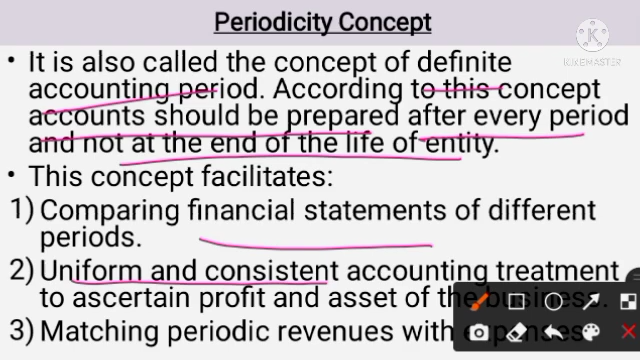 Periodicity Concept
KINEMASTER
• It is also called the concept of definite
accounting period. According to this concept
accounts should be prepared after every period
and not at the end of the life of entity.
• This concept facilitates:
1) Comparing financial statements of different
periods.
2) Uniform and consistent accounting treatment
to ascertain profit and asset of the business.
3) Matching periodic revenues with expenses